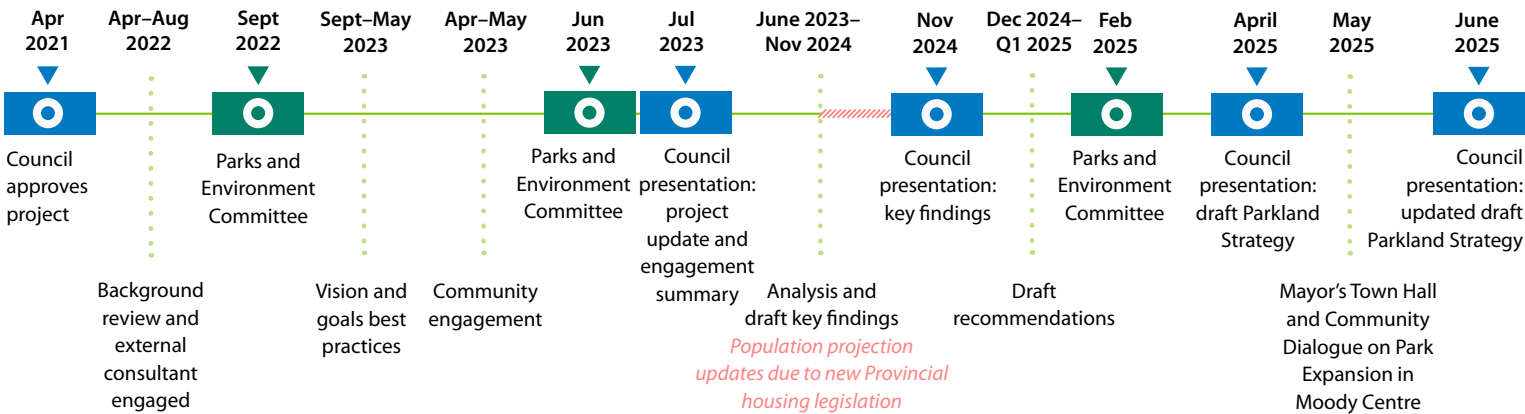 Apr
2021
Apr–Aug
2022
Sept
2022
Sept–May
2023
Apr–May
2023
Jun
2023
Jul
2023
June 2023–
Nov 2024
Nov
2024
Dec 2024–
Q1 2025
Feb
2025
April
2025
May
2025
June
2025
Council
approves
project
Background
review and
external
consultant
engaged
Parks and
Environment
Committee
Vision and
goals best
practices
Community
engagement
Parks and
Environment
Committee
Council
presentation:
project
update and
engagement
summary
Analysis and
draft key findings
Population projection
updates due to new Provincial
housing legislation
Council
presentation:
key findings
Draft
recommendations
Parks and
Environment
Committee
Council
presentation:
draft Parkland
Strategy
Mayor’s Town Hall
and Community
Dialogue on Park
Expansion in
Moody Centre
Council
presentation:
updated draft
Parkland Strategy